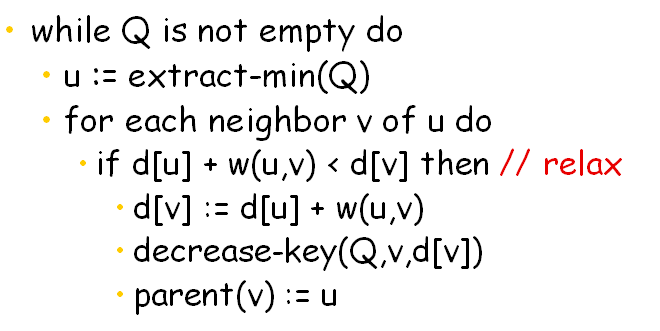 • while Q is not empty do
• u := extract-min(Q)
• for each neighbor v of u do
• if d[u] + w(u,v) < d[v] then // relax
• d[v] := d[u] + w(u,v)
• decrease-key(Q,v,d[v])
• parent(v) := u